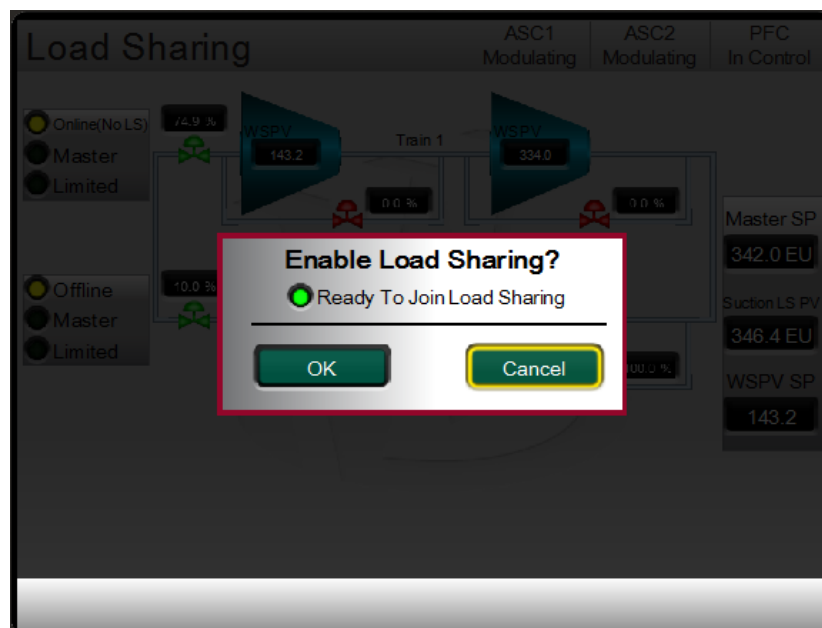 Load Sharing
ASC1
Modulating
ASC2
Modulating
PFC
In Control
Online(No LS)
Master
Limited
74.9 %
WSPV
143.2
Train 1
WSPV
334.0
0.0 %
0.0 %
Master SP
342.0 EU
Suction LS PV
346.4 EU
WSPV SP
143.2
Offline
Master
Limited
10.0 %
Enable Load Sharing?
Ready To Join Load Sharing
OK
Cancel